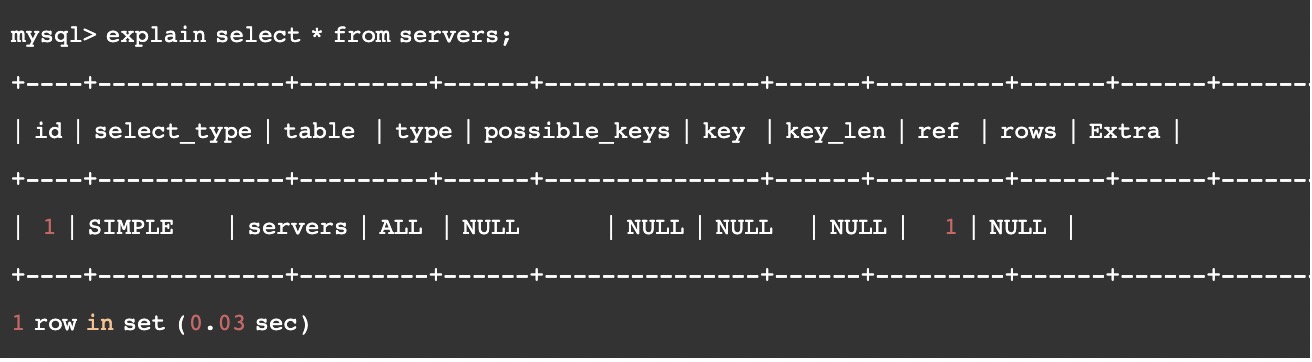 mysql> explain select * from servers;
+----+-------------+---------+------+---------------+------+---------+------+------+------
| id | select_type | table | type | possible_keys | key | key_len | ref | rows | Extra |
+----+-------------+---------+------+---------------+------+---------+------+------+------
| 1 | SIMPLE | servers | ALL | NULL | NULL | NULL | NULL | 1 | NULL |
+----+-------------+---------+------+---------------+------+---------+------+------+------
1 row in set (0.03 sec)